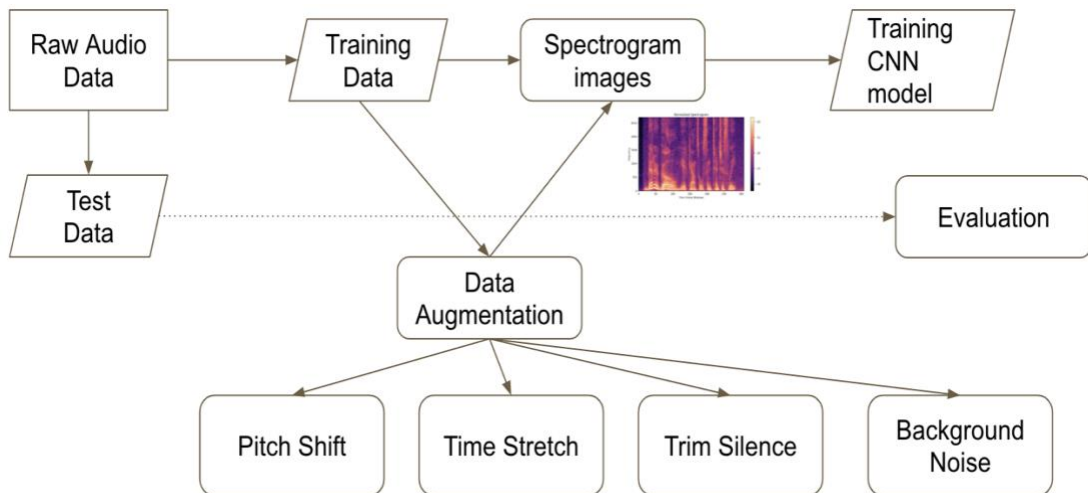 Raw Audio
Data
Training
Data
Spectrogram
images
Training
CNN
model
Test
Data
Evaluation
Data
Augmentation
Pitch Shift
Time Stretch
Trim Silence
Background
Noise